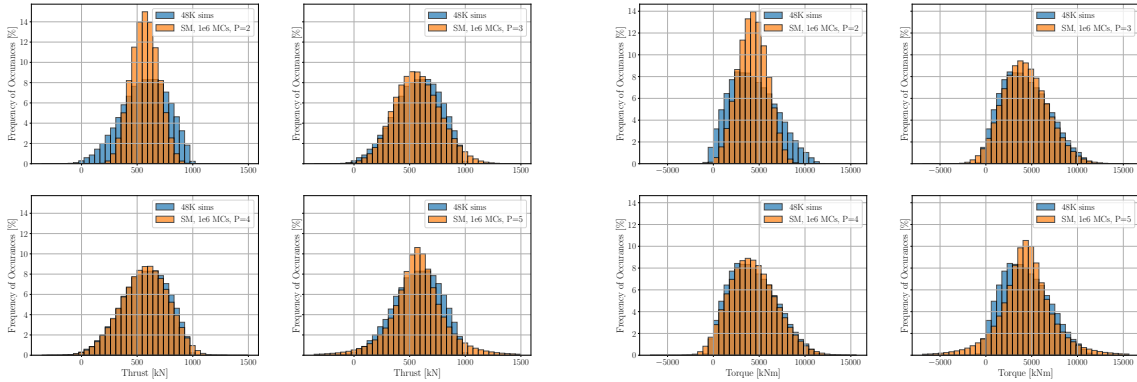 Frequency of Occurances [%]
14
12
10
8
6
4
2
0
0 500 1000 1500
48K sims
SM, 1e6 MCs, P=2
0 500 1000 1500
48K sims
SM, 1e6 MCs, P=3
Frequency of Occurances [%]
Frequency of Occurances [%]
14
12
10
8
6
4
2
0
−5000 0 5000 10000 15000
48K sims
SM, 1e6 MCs, P=2
Frequency of Occurances [%]
−5000 0 5000 10000 15000
48K sims
SM, 1e6 MCs, P=3
Frequency of Occurances [%]
14
12
10
8
6
4
2
0
0 500 1000 1500
Thrust [kN]
48K sims
SM, 1e6 MCs, P=4
Frequency of Occurances [%]
0 500 1000 1500
Thrust [kN]
48K sims
SM, 1e6 MCs, P=5
Frequency of Occurances [%]
14
12
10
8
6
4
2
0
−5000 0 5000 10000 15000
Torque [kNm]
48K sims
SM, 1e6 MCs, P=4
Frequency of Occurances [%]
−5000 0 5000 10000 15000
Torque [kNm]
48K sims
SM, 1e6 MCs, P=5